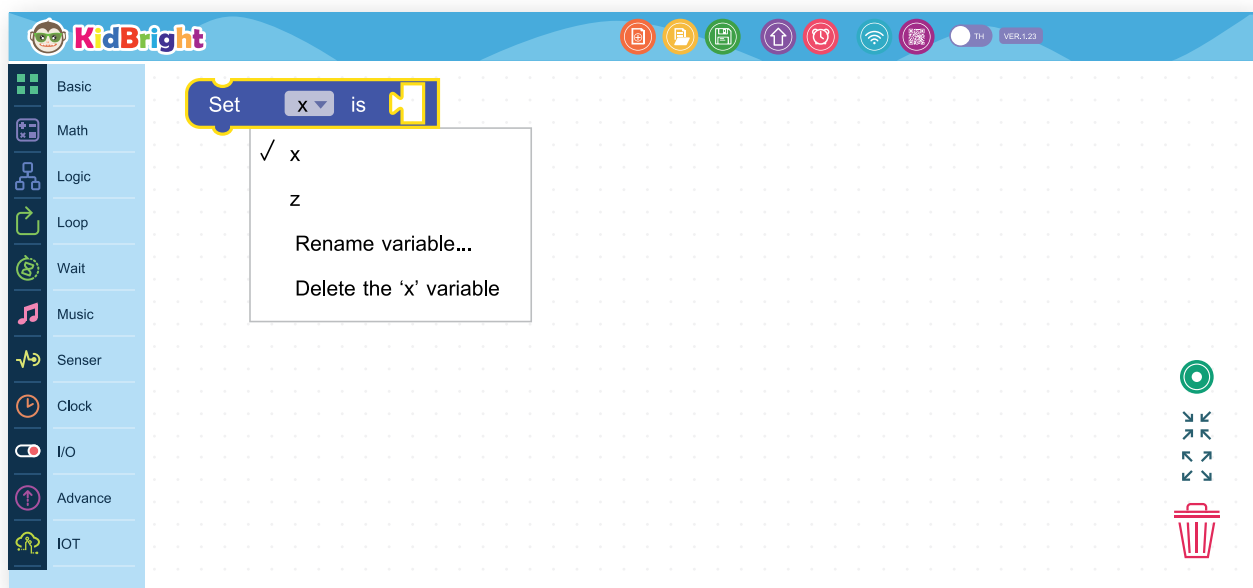 KidBright
TH
VER.1.23
Basic
Math
Logic
Loop
Wait
Music
Senser
Clock
I/O
Advance
IOT
Set x is
✓ x
z
Rename variable...
Delete the ‘x’ variable